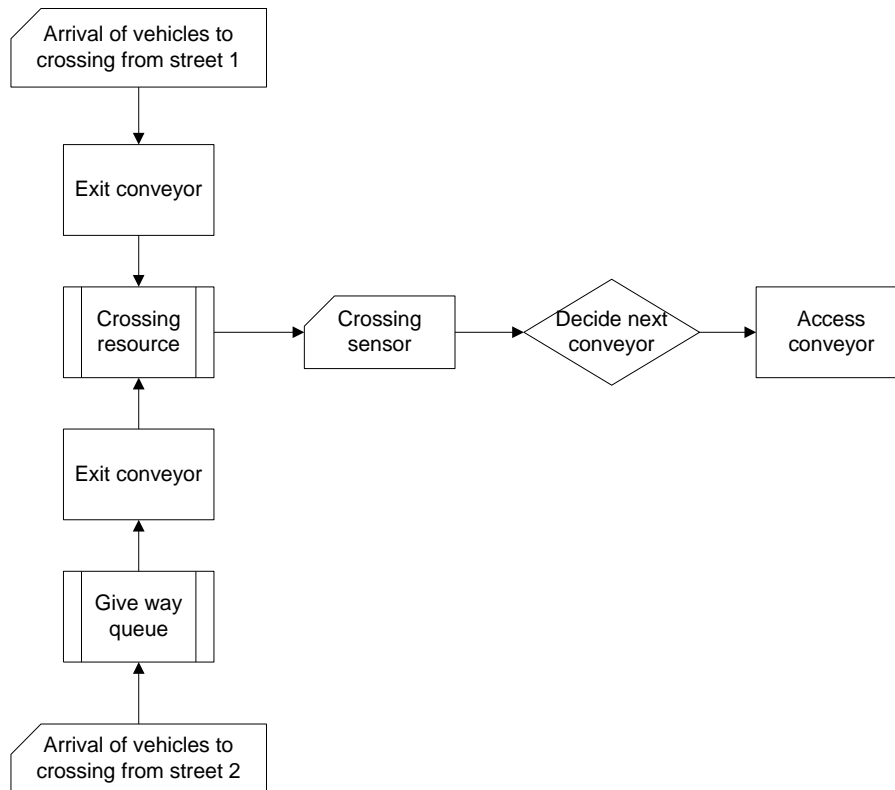 Arrival of vehicles to
crossing from street 1
Exit conveyor
Crossing
resource
Crossing
sensor
Decide next
conveyor
Access
conveyor
Exit conveyor
Give way
queue
Arrival of vehicles to
crossing from street 2